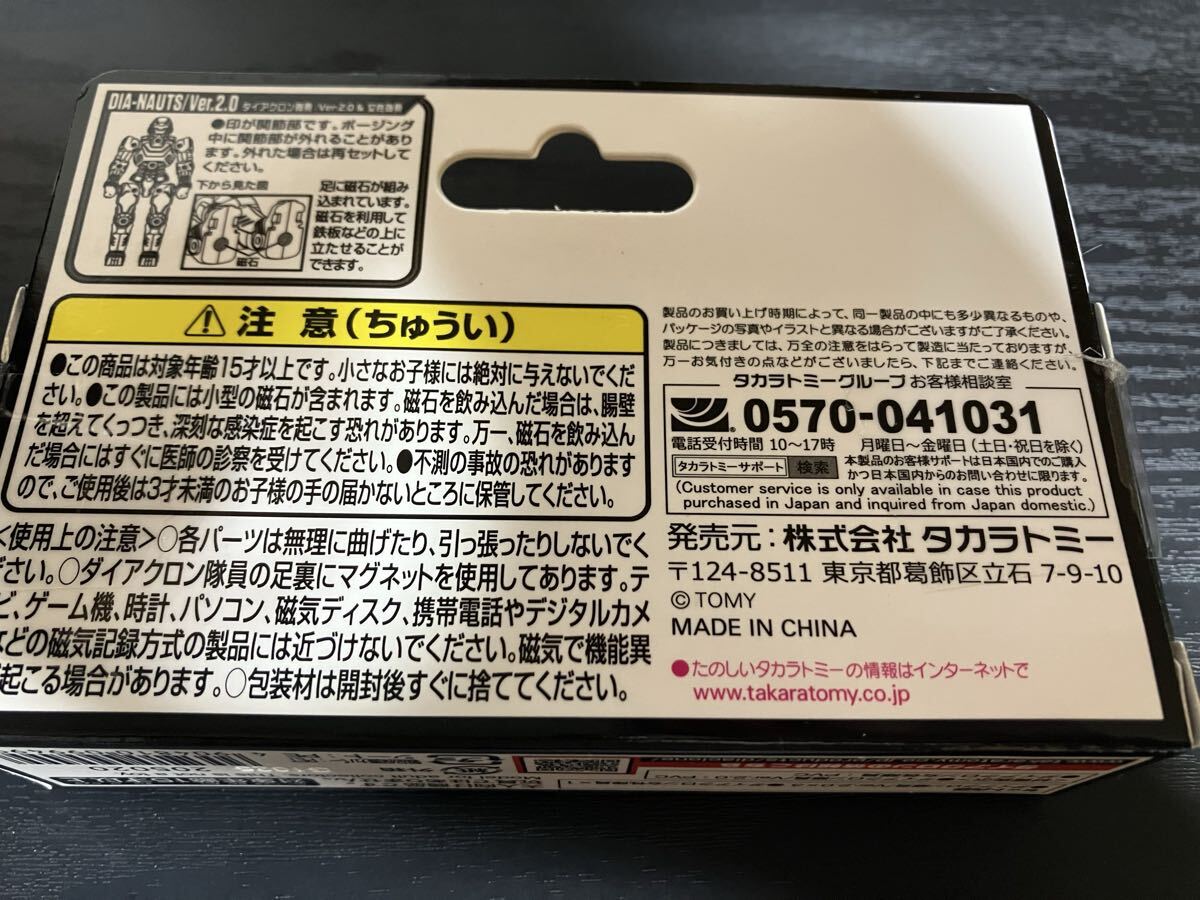 DIA-NAUTS/Ver.2.0
●印が関節部です。ポージング
中に関節部が外れることがあり
ます。外れた場合は再セットして
ください。
下から見た図
磁石
足に磁石が組み
込まれています。
磁石を利用して
鉄板などの上に
立たせることが
できます。
注 意(ちゅうい)
●この商品は対象年齢15才以上です。小さなお子様には絶対に与えないでくだ
さい。●この製品には小型の磁石が含まれます。磁石を飲み込んだ場合は、腸壁
を超えてくっつき、深刻な感染症を起こす恐れがあります。万一、磁石を飲み込ん
だ場合にはすぐに医師の診察を受けてください。●不測の事故の恐れがあります
ので、ご使用後は3才未満のお子様の手の届かないところに保管してください。
<使用上の注意>○各パーツは無理に曲げたり、引っ張ったりしないでく
ださい。○ダイアクロン隊員の足裏にマグネットを使用してあります。テ
ビ、ゲーム機、時計、パソコン、磁気ディスク、携帯電話やデジタルカメ
などの磁気記録方式の製品には近づけないでください。磁気で機能異
起こる場合があります。○包装材は開封後すぐに捨ててください。
製品のお買い上げ時期によって、同一製品の中にも多少異なるものや、
パッケージの写真やイラストと異なる場合がございますがご了承ください。
製品につきましては、万全の注意をはらって製造に当たっておりますが、
万一お気付きの点などがございましたら、下記までご連絡ください。
タカラトミーグループ お客様相談室
0570-041031
電話受付時間 10〜17時 月曜日〜金曜日(土日・祝日を除く)
タカラトミーサポート 検索 本製品のお客様サポートは日本国内でのご購入
かつ日本国内からのお問い合わせに限ります。
(Customer service is only available in case this product
purchased in Japan and inquired from Japan domestic.)
発売元:株式会社 タカラトミー
〒124-8511 東京都葛飾区立石 7-9-10
© TOMY
MADE IN CHINA
●たのしいタカラトミーの情報はインターネットで
www.takaratomy.co.jp